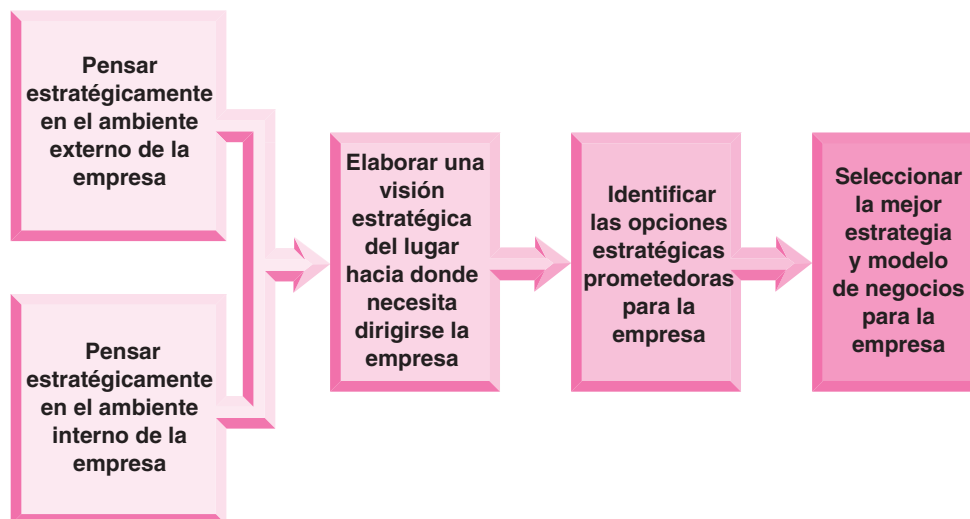 Pensar
estratégicamente
en el ambiente
externo de la
empresa
Pensar
estratégicamente
en el ambiente
interno de la
empresa
Elaborar una
visión
estratégica
del lugar
hacia donde
necesita
dirigirse la
empresa
Identificar
las opciones
estratégicas
prometedoras
para la
empresa
Seleccionar
la mejor
estrategia
y modelo
de negocios
para la
empresa